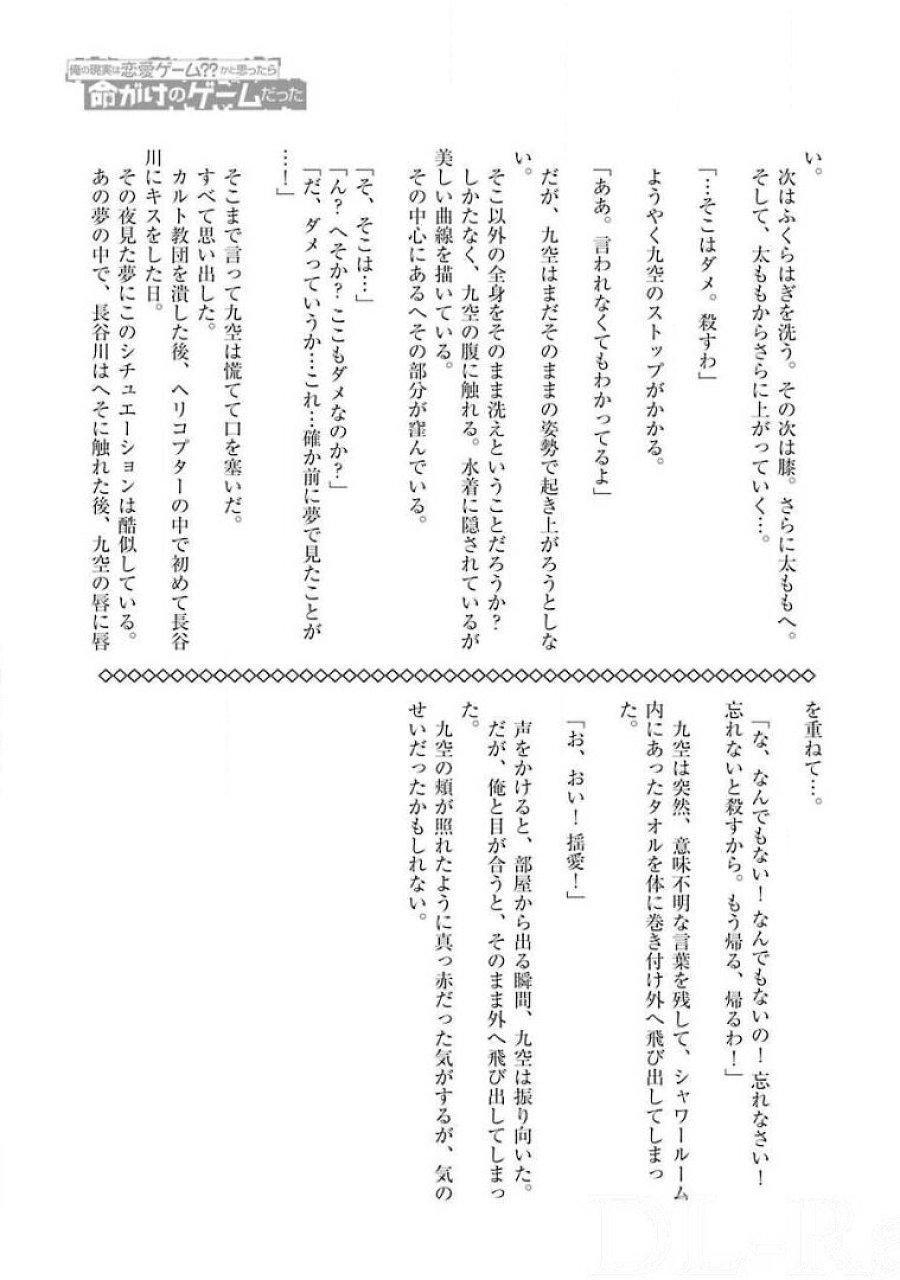 俺の現実は恋愛ゲーム??かと思ったら
命がけのゲームだった
い。
次はふくらはぎを洗う。その次は膝。さらに太ももへ。
そして、太ももからさらに上がっていく…。
「…そこはダメ。殺すわ」
ようやく九空のストップがかかる。
「ああ。言われなくてもわかってるよ」
だが、九空はまだそのままの姿勢で起き上がろうとしな
い。
そこ以外の全身をそのまま洗えということだろうか？
しかたなく、九空の腹に触れる。水着に隠されているが
美しい曲線を描いている。
その中心にあるへその部分が窪んでいる。
「そ、そこは…」
「ん？へそか？ここもダメなのか？」
「だ、ダメっていうか…これ…確か前に夢で見たことが
…！」
そこまで言って九空は慌てて口を塞いだ。
すべて思い出した。
カルト教団を潰した後、ヘリコプターの中で初めて長谷
川にキスをした日。
その夜見た夢にこのシチュエーションは酷似している。
あの夢の中で、長谷川はへそに触れた後、九空の唇に唇
を重ねて…。
「な、なんでもない！なんでもないの！忘れなさい！
忘れないと殺すから。もう帰る、帰るわ！」
九空は突然、意味不明な言葉を残して、シャワールーム
内にあったタオルを体に巻き付け外へ飛び出してしまっ
た。
「お、おい！揺愛！」
声をかけると、部屋から出る瞬間、九空は振り向いた。
だが、俺と目が合うと、そのまま外へ飛び出してしまっ
た。
九空の頬が照れたように真っ赤だった気がするが、気の
せいだったかもしれない。